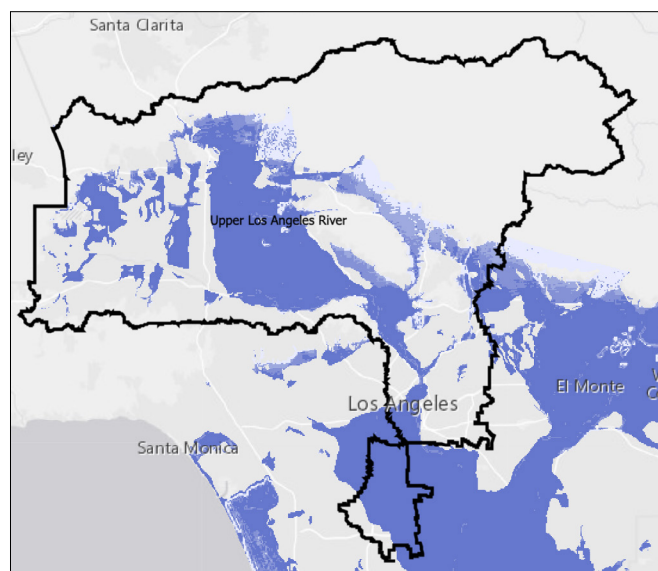 Santa Clarita
ley
Upper Los Angeles River
El Monte
Los Angeles
Santa Monica